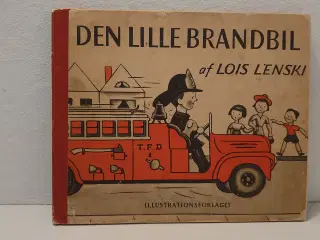 DEN LILLE BRANDBIL
af LOIS LENSKI
T.F.D
ILLUSTRATIONSFORLAGET